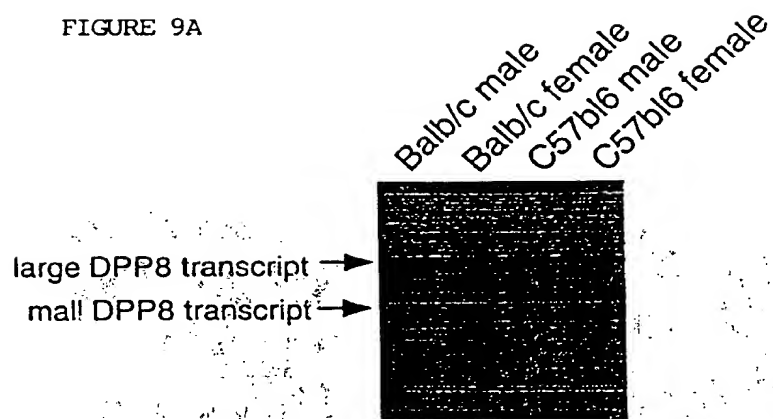 FIGURE 9A
Balb/c male
Balb/c female
C57bl6 male
C57bl6 female
large DPP8 transcript
mall DPP8 transcript